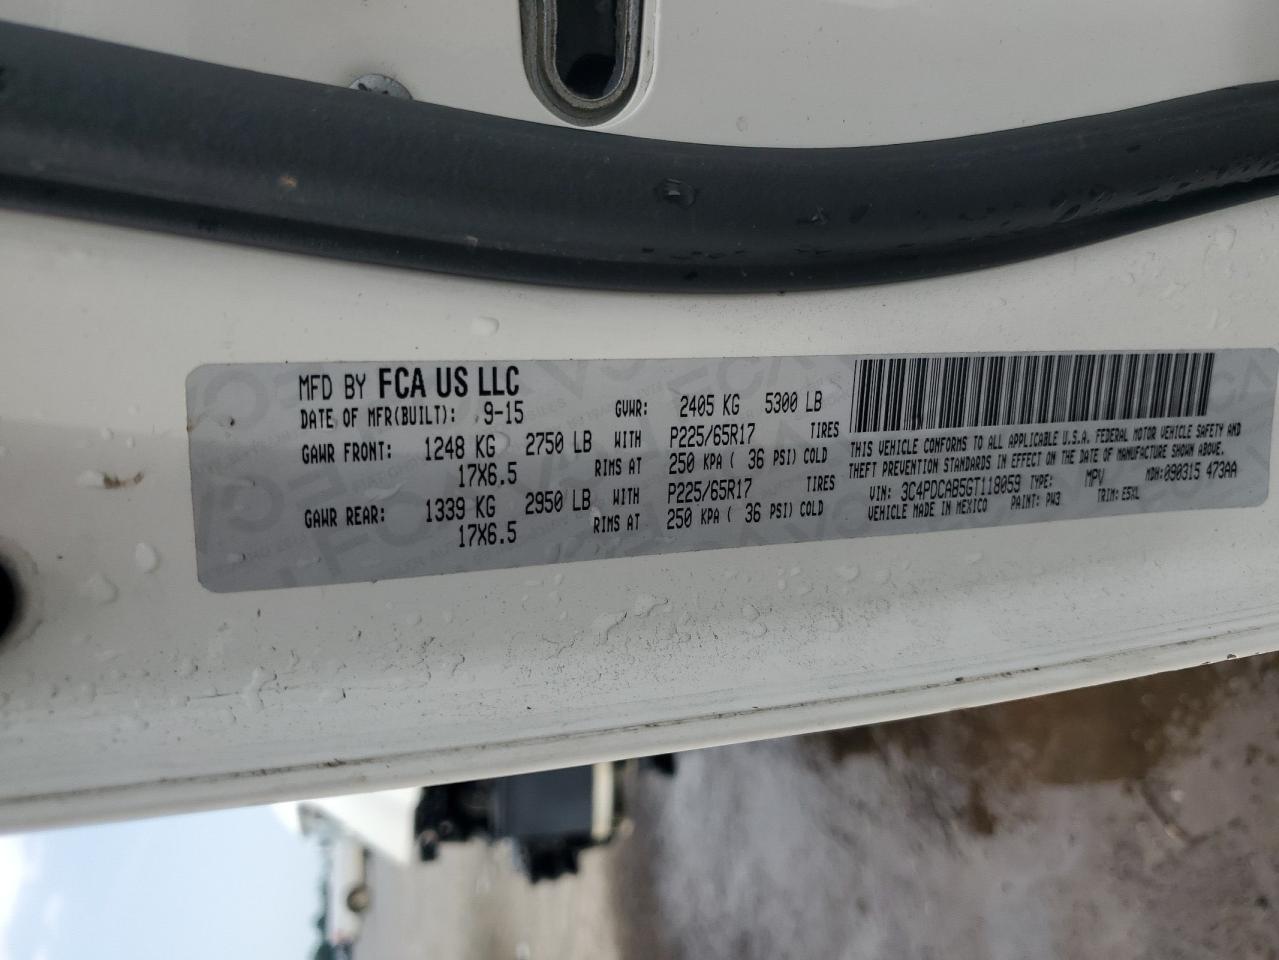 MFD BY FCA US LLC
DATE OF MFR(BUILT): 9-15 GVWR: 2405 KG 5300 LB
GAWR FRONT: 1248 KG 2750 LB WITH P225/65R17 TIRES
17X6.5 RIMS AT 250 KPA ( 36 PSI) COLD
GAWR REAR: 1339 KG 2950 LB WITH P225/65R17 TIRES
17X6.5 RIMS AT 250 KPA ( 36 PSI) COLD
THIS VEHICLE CONFORMS TO ALL APPLICABLE U.S.A. FEDERAL MOTOR VEHICLE SAFETY AND
THEFT PREVENTION STANDARDS IN EFFECT ON THE DATE OF MANUFACTURE SHOWN ABOVE.
VIN: 3C4PDCAB5GT118059 TYPE: MPV MDH:090315 473AA
VEHICLE MADE IN MEXICO PAINT: PW3 TRIM: E5XL